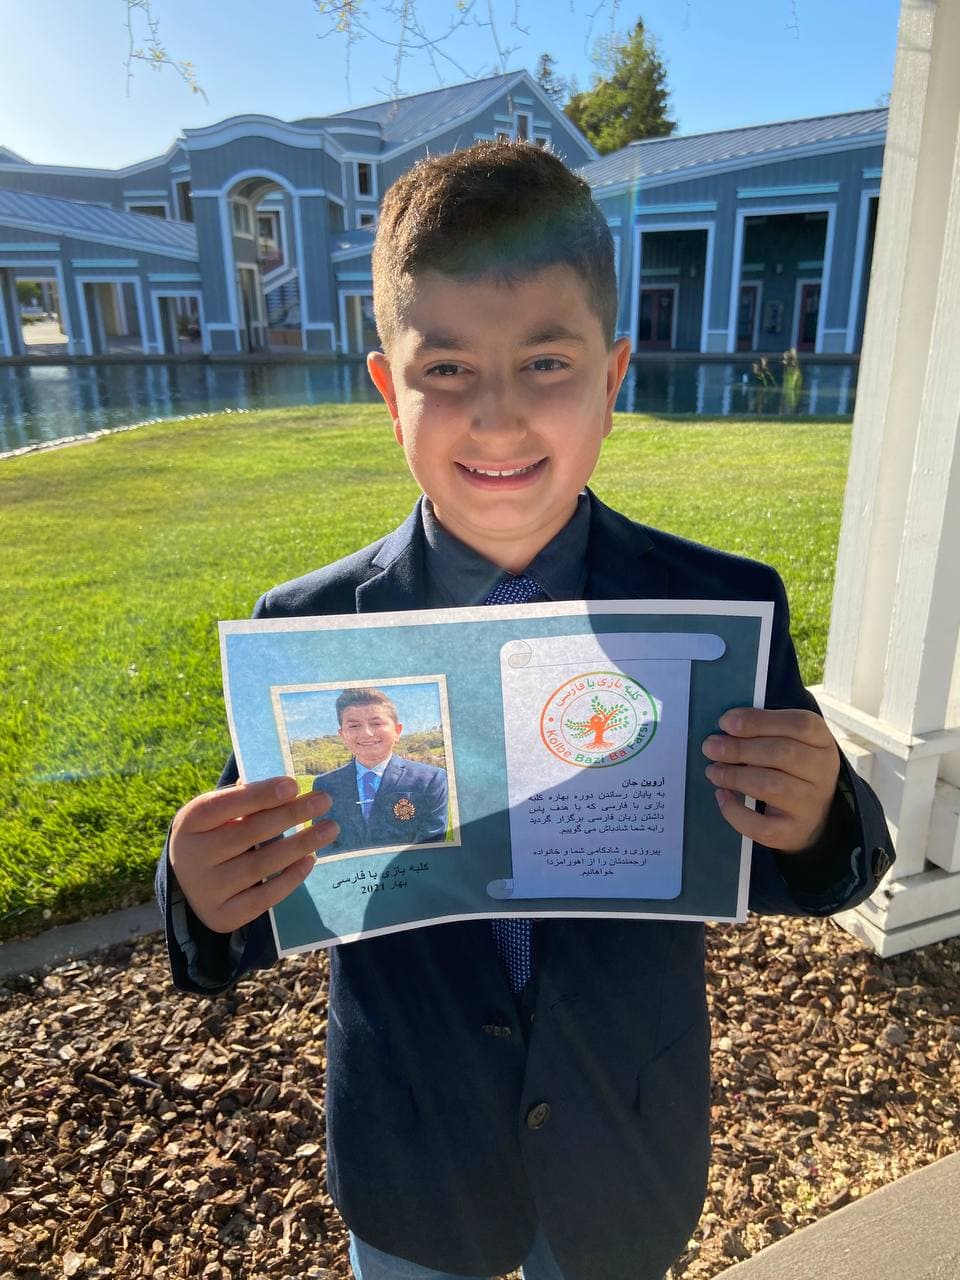 کلبه بازی با فارسی
Kolbe Bazi Ba Farsi
آروین جان
به پایان رساندن دوره بهاره کلبه
بازی با فارسی که با هدف پاس
داشتن زبان فارسی برگزار گردید
رابه شما شادباش می گوییم.
پیروزی و شادکامی شما و خانواده
ارجمندتان را از اهورامزدا
خواهانیم.
کلبه بازی با فارسی
بهار 2021